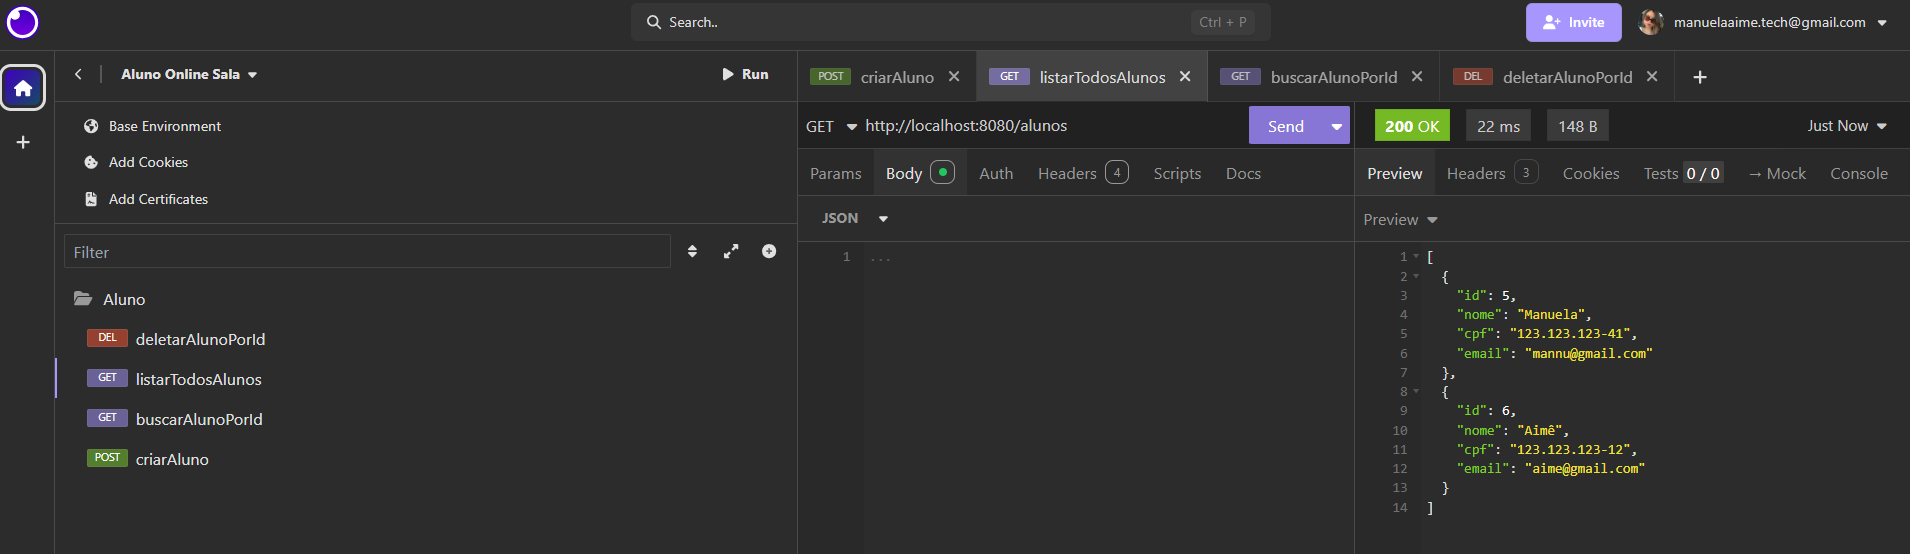 Search..
Ctrl + P
Invite
manuelaaime.tech@gmail.com
Aluno Online Sala
Run
POST criarAluno
GET listarTodosAlunos
GET buscarAlunoPorId
DEL deletarAlunoPorId
Base Environment
Add Cookies
Add Certificates
Filter
Aluno
DEL deletarAlunoPorId
GET listarTodosAlunos
GET buscarAlunoPorId
POST criarAluno
GET http://localhost:8080/alunos
Send
200 OK
22 ms
148 B
Just Now
Params
Body
Auth
Headers 4
Scripts
Docs
JSON
1 ...
Preview
Headers 3
Cookies
Tests 0 / 0
→ Mock
Console
Preview
1 [
2 {
3 "id": 5,
4 "nome": "Manuela",
5 "cpf": "123.123.123-41",
6 "email": "mannu@gmail.com"
7 },
8 {
9 "id": 6,
10 "nome": "Aimê",
11 "cpf": "123.123.123-12",
12 "email": "aime@gmail.com"
13 }
14 ]